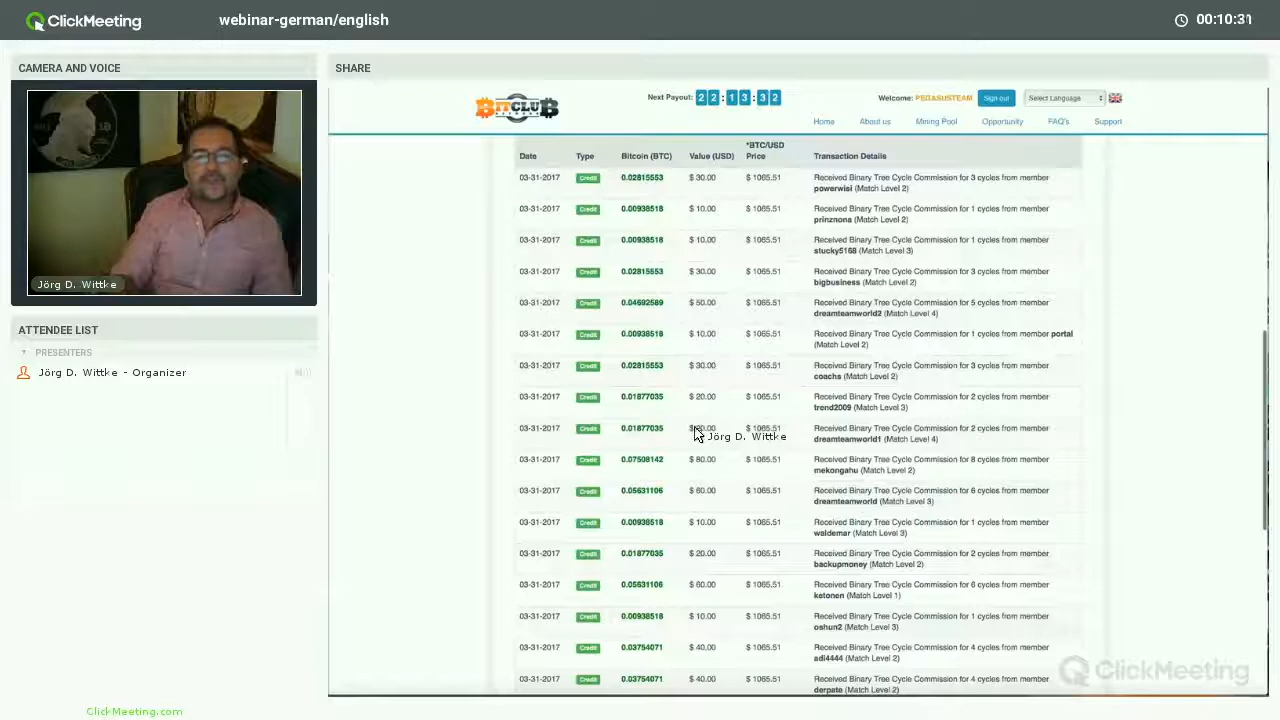 ClickMeeting
webinar-german/english
00:10:31
CAMERA AND VOICE
Jörg D. Wittke
ATTENDEE LIST
PRESENTERS
Jörg D. Wittke - Organizer
SHARE
BITCLUB
Next Payout: 22:13:32
Welcome: PEGASUSTEAM
Sign out
Select Language
Home About us Mining Pool Opportunity FAQ's Support
Date Type Bitcoin (BTC) Value (USD) *BTC/USD Price Transaction Details
03-31-2017 Credit 0.02815553 $ 30.00 $ 1065.51 Received Binary Tree Cycle Commission for 3 cycles from member
powerwisi (Match Level 2)
03-31-2017 Credit 0.00938518 $ 10.00 $ 1065.51 Received Binary Tree Cycle Commission for 1 cycles from member
prinznona (Match Level 2)
03-31-2017 Credit 0.00938518 $ 10.00 $ 1065.51 Received Binary Tree Cycle Commission for 1 cycles from member
stucky5168 (Match Level 3)
03-31-2017 Credit 0.02815553 $ 30.00 $ 1065.51 Received Binary Tree Cycle Commission for 3 cycles from member
bigbusiness (Match Level 2)
03-31-2017 Credit 0.04692589 $ 50.00 $ 1065.51 Received Binary Tree Cycle Commission for 5 cycles from member
dreamteamworld2 (Match Level 4)
03-31-2017 Credit 0.00938518 $ 10.00 $ 1065.51 Received Binary Tree Cycle Commission for 1 cycles from member portal
(Match Level 2)
03-31-2017 Credit 0.02815553 $ 30.00 $ 1065.51 Received Binary Tree Cycle Commission for 3 cycles from member
coachs (Match Level 2)
03-31-2017 Credit 0.01877035 $ 20.00 $ 1065.51 Received Binary Tree Cycle Commission for 2 cycles from member
trend2009 (Match Level 3)
03-31-2017 Credit 0.01877035 $ 1065.51 Received Binary Tree Cycle Commission for 2 cycles from member
Jörg D. Wittke
dreamteamworld1 (Match Level 4)
03-31-2017 Credit 0.07508142 $ 80.00 $ 1065.51 Received Binary Tree Cycle Commission for 8 cycles from member
mekongahu (Match Level 2)
03-31-2017 Credit 0.05631106 $ 60.00 $ 1065.51 Received Binary Tree Cycle Commission for 6 cycles from member
dreamteamworld (Match Level 3)
03-31-2017 Credit 0.00938518 $ 10.00 $ 1065.51 Received Binary Tree Cycle Commission for 1 cycles from member
waldemar (Match Level 3)
03-31-2017 Credit 0.01877035 $ 20.00 $ 1065.51 Received Binary Tree Cycle Commission for 2 cycles from member
backupmoney (Match Level 2)
03-31-2017 Credit 0.05631106 $ 60.00 $ 1065.51 Received Binary Tree Cycle Commission for 6 cycles from member
ketonen (Match Level 1)
03-31-2017 Credit 0.00938518 $ 10.00 $ 1065.51 Received Binary Tree Cycle Commission for 1 cycles from member
oshun2 (Match Level 3)
03-31-2017 Credit 0.03754071 $ 40.00 $ 1065.51 Received Binary Tree Cycle Commission for 4 cycles from member
adi4444 (Match Level 2)
03-31-2017 Credit 0.03754071 $ 40.00 $ 1065.51 Received Binary Tree Cycle Commission for 4 cycles from member
derpate (Match Level 2)
ClickMeeting
ClickMeeting.com